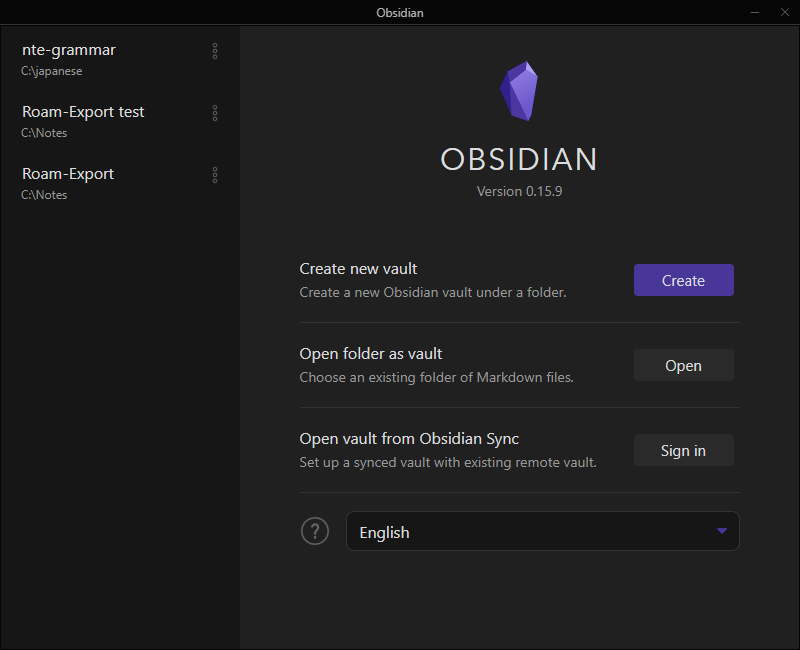 Obsidian
nte-grammar
C:\japanese
Roam-Export test
C:\Notes
Roam-Export
C:\Notes
OBSIDIAN
Version 0.15.9
Create new vault
Create a new Obsidian vault under a folder.
Create
Open folder as vault
Choose an existing folder of Markdown files.
Open
Open vault from Obsidian Sync
Set up a synced vault with existing remote vault.
Sign in
?
English